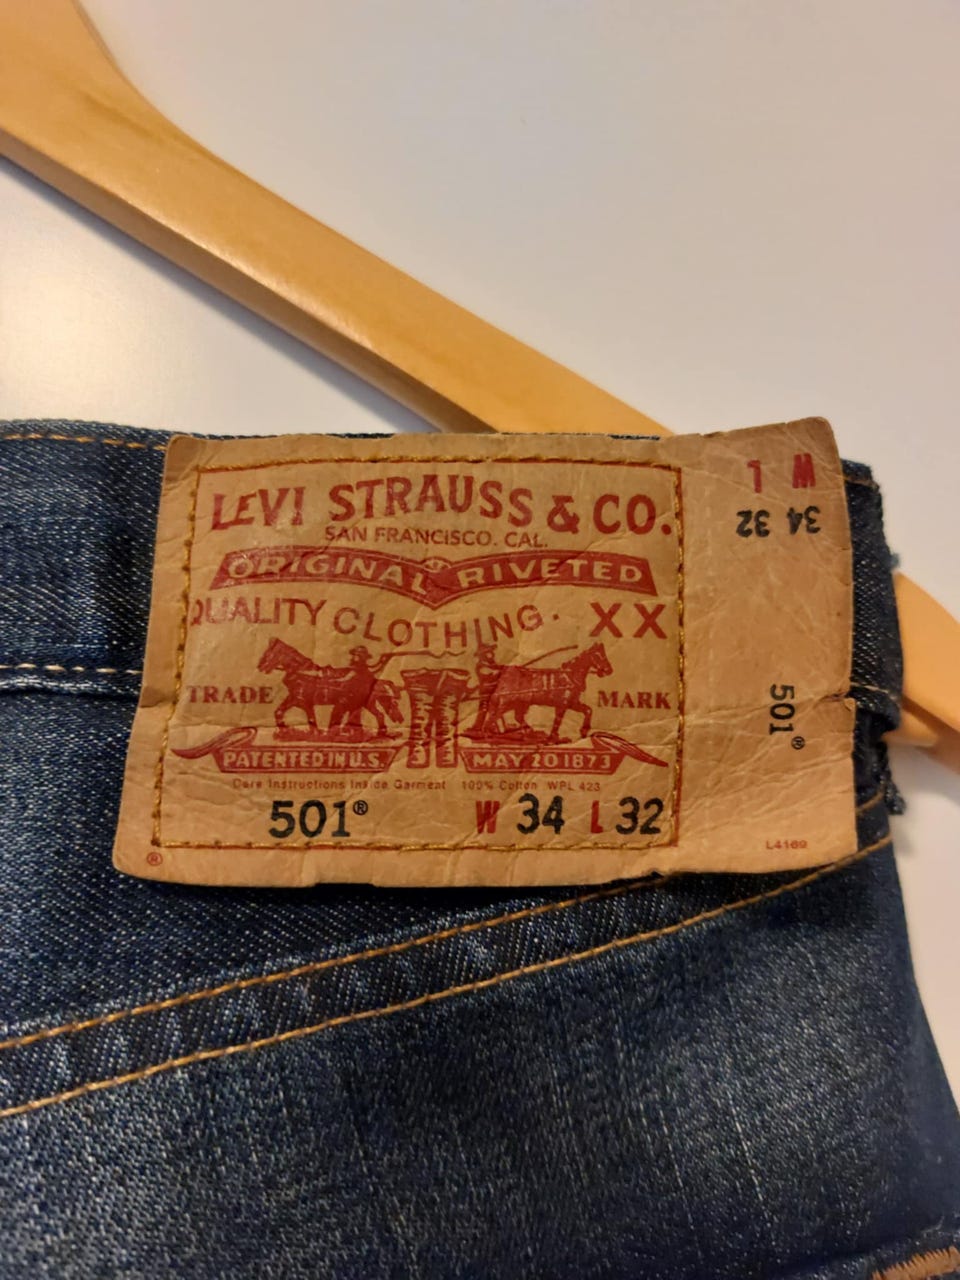 LEVI STRAUSS & CO.
SAN FRANCISCO. CAL.
ORIGINAL RIVETED
QUALITY CLOTHING. XX
TRADE MARK
PATENTED IN U.S. MAY 20 1873
Care Instructions Inside Garment 100% Cotton WPL 423
501® W 34 L 32
®
W L
34 32
501®
L4169